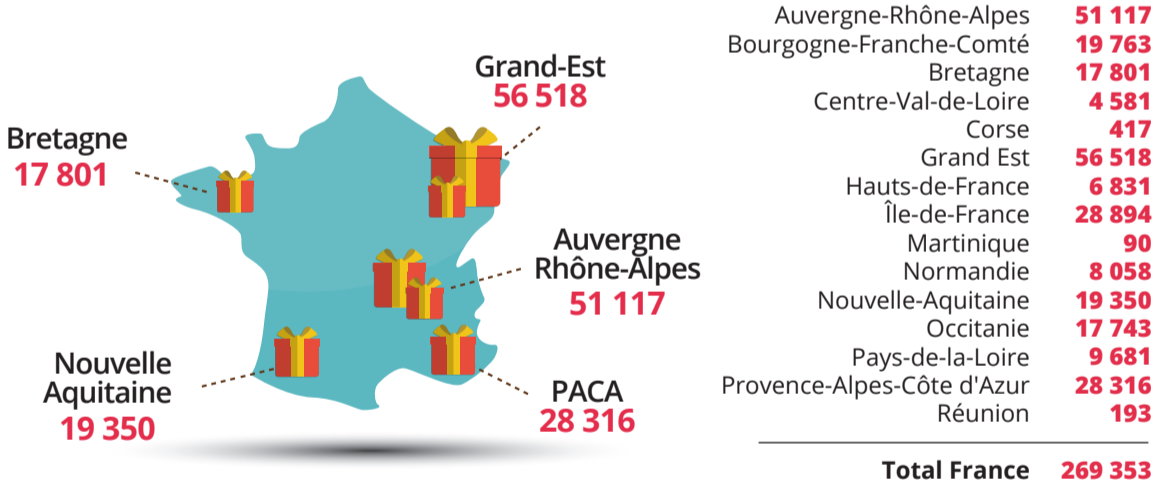 Grand-Est
56 518
Bretagne
17 801
Auvergne
Rhône-Alpes
51 117
Nouvelle
Aquitaine
19 350
PACA
28 316
Auvergne-Rhône-Alpes 51 117
Bourgogne-Franche-Comté 19 763
Bretagne 17 801
Centre-Val-de-Loire 4 581
Corse 417
Grand Est 56 518
Hauts-de-France 6 831
Île-de-France 28 894
Martinique 90
Normandie 8 058
Nouvelle-Aquitaine 19 350
Occitanie 17 743
Pays-de-la-Loire 9 681
Provence-Alpes-Côte d'Azur 28 316
Réunion 193
Total France 269 353